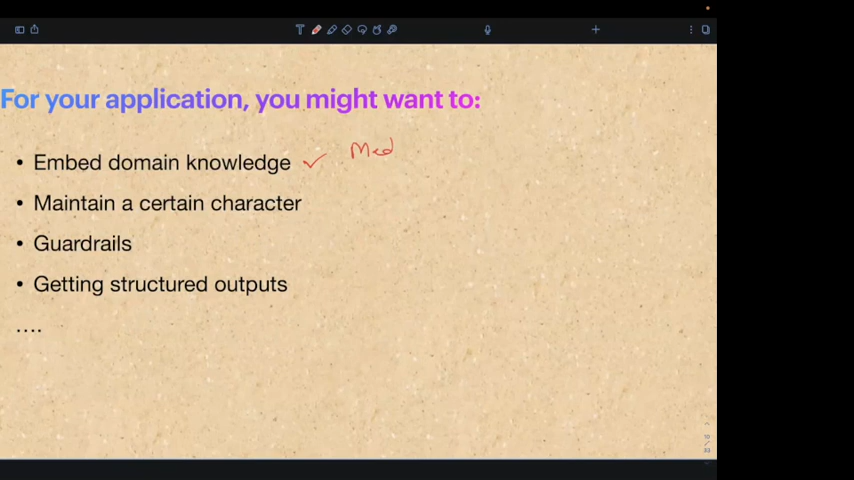 For your application, you might want to:
• Embed domain knowledge ✓ Med
• Maintain a certain character
• Guardrails
• Getting structured outputs
....